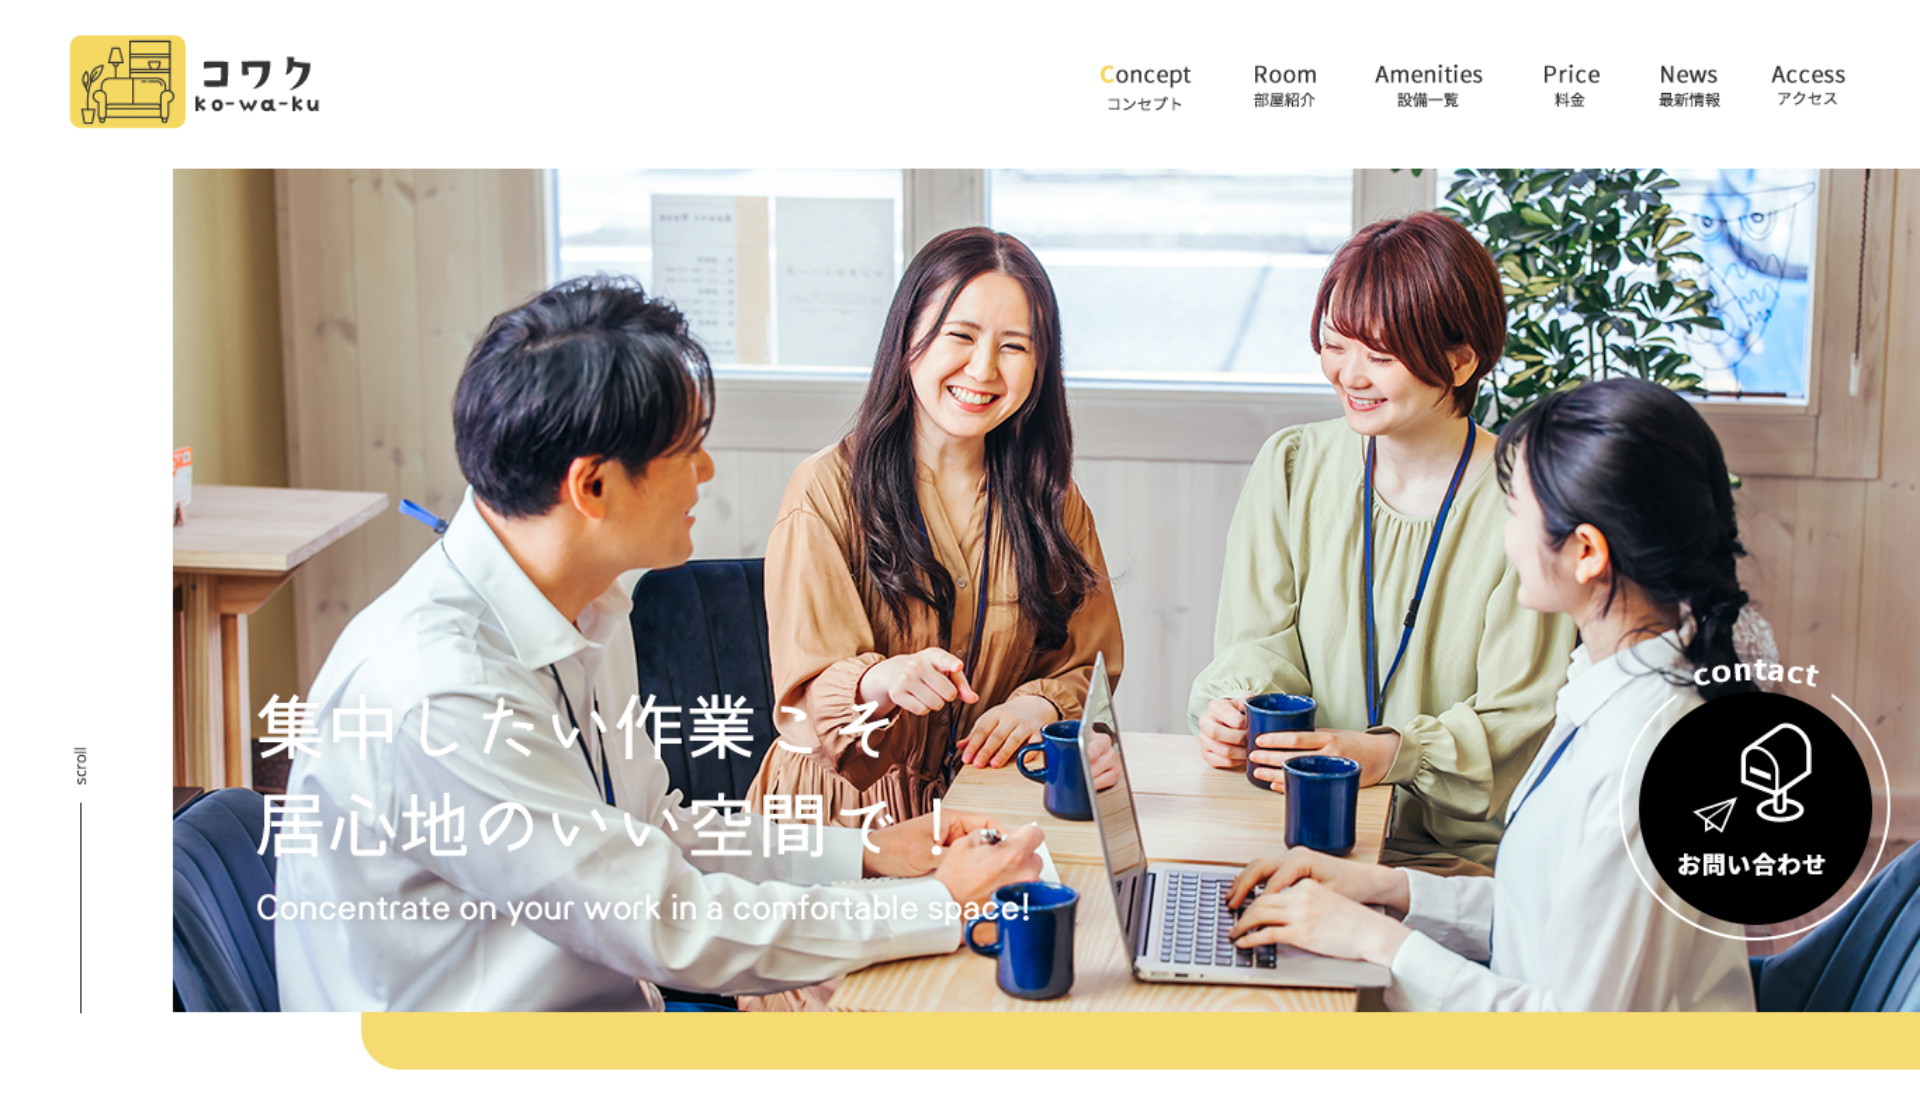 コワク
ko-wa-ku
Concept
コンセプト
Room
部屋紹介
Amenities
設備一覧
Price
料金
News
最新情報
Access
アクセス
集中したい作業こそ
居心地のいい空間で！
Concentrate on your work in a comfortable space!
scroll
contact
お問い合わせ